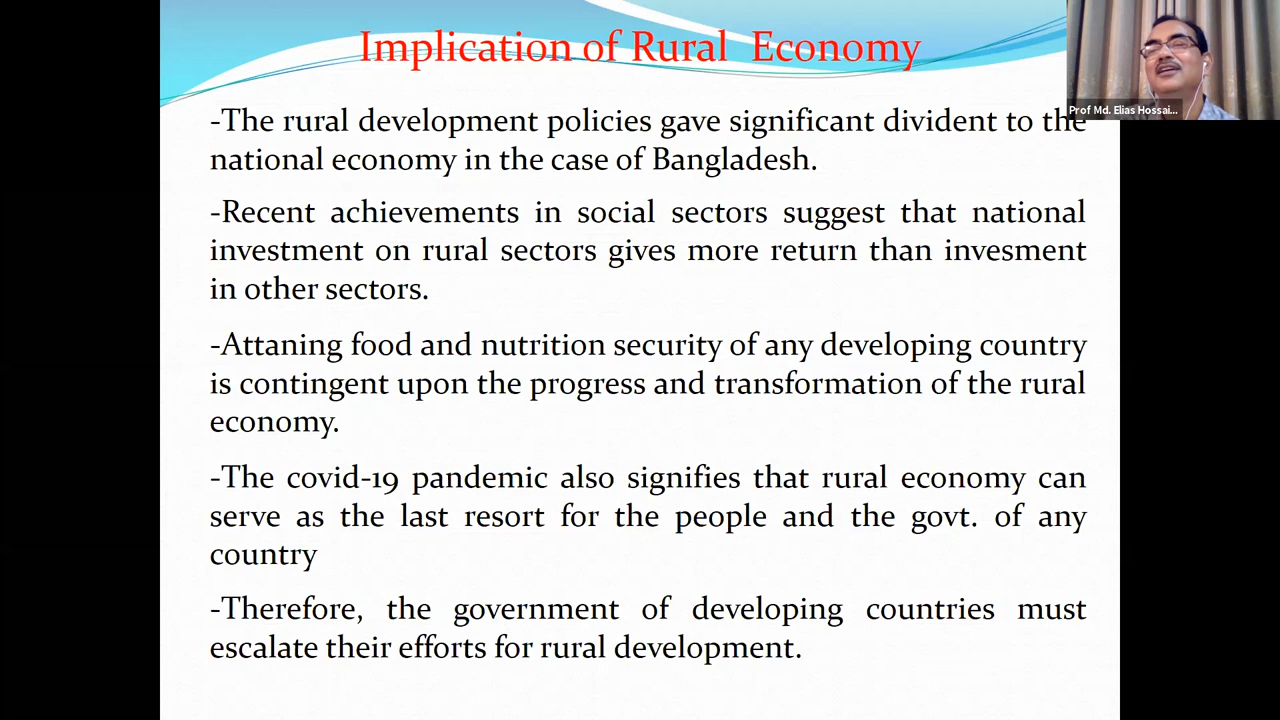 Implication of Rural Economy
Prof Md. Elias Hossai...
-The rural development policies gave significant divident to the
national economy in the case of Bangladesh.
-Recent achievements in social sectors suggest that national
investment on rural sectors gives more return than invesment
in other sectors.
-Attaning food and nutrition security of any developing country
is contingent upon the progress and transformation of the rural
economy.
-The covid-19 pandemic also signifies that rural economy can
serve as the last resort for the people and the govt. of any
country
-Therefore, the government of developing countries must
escalate their efforts for rural development.